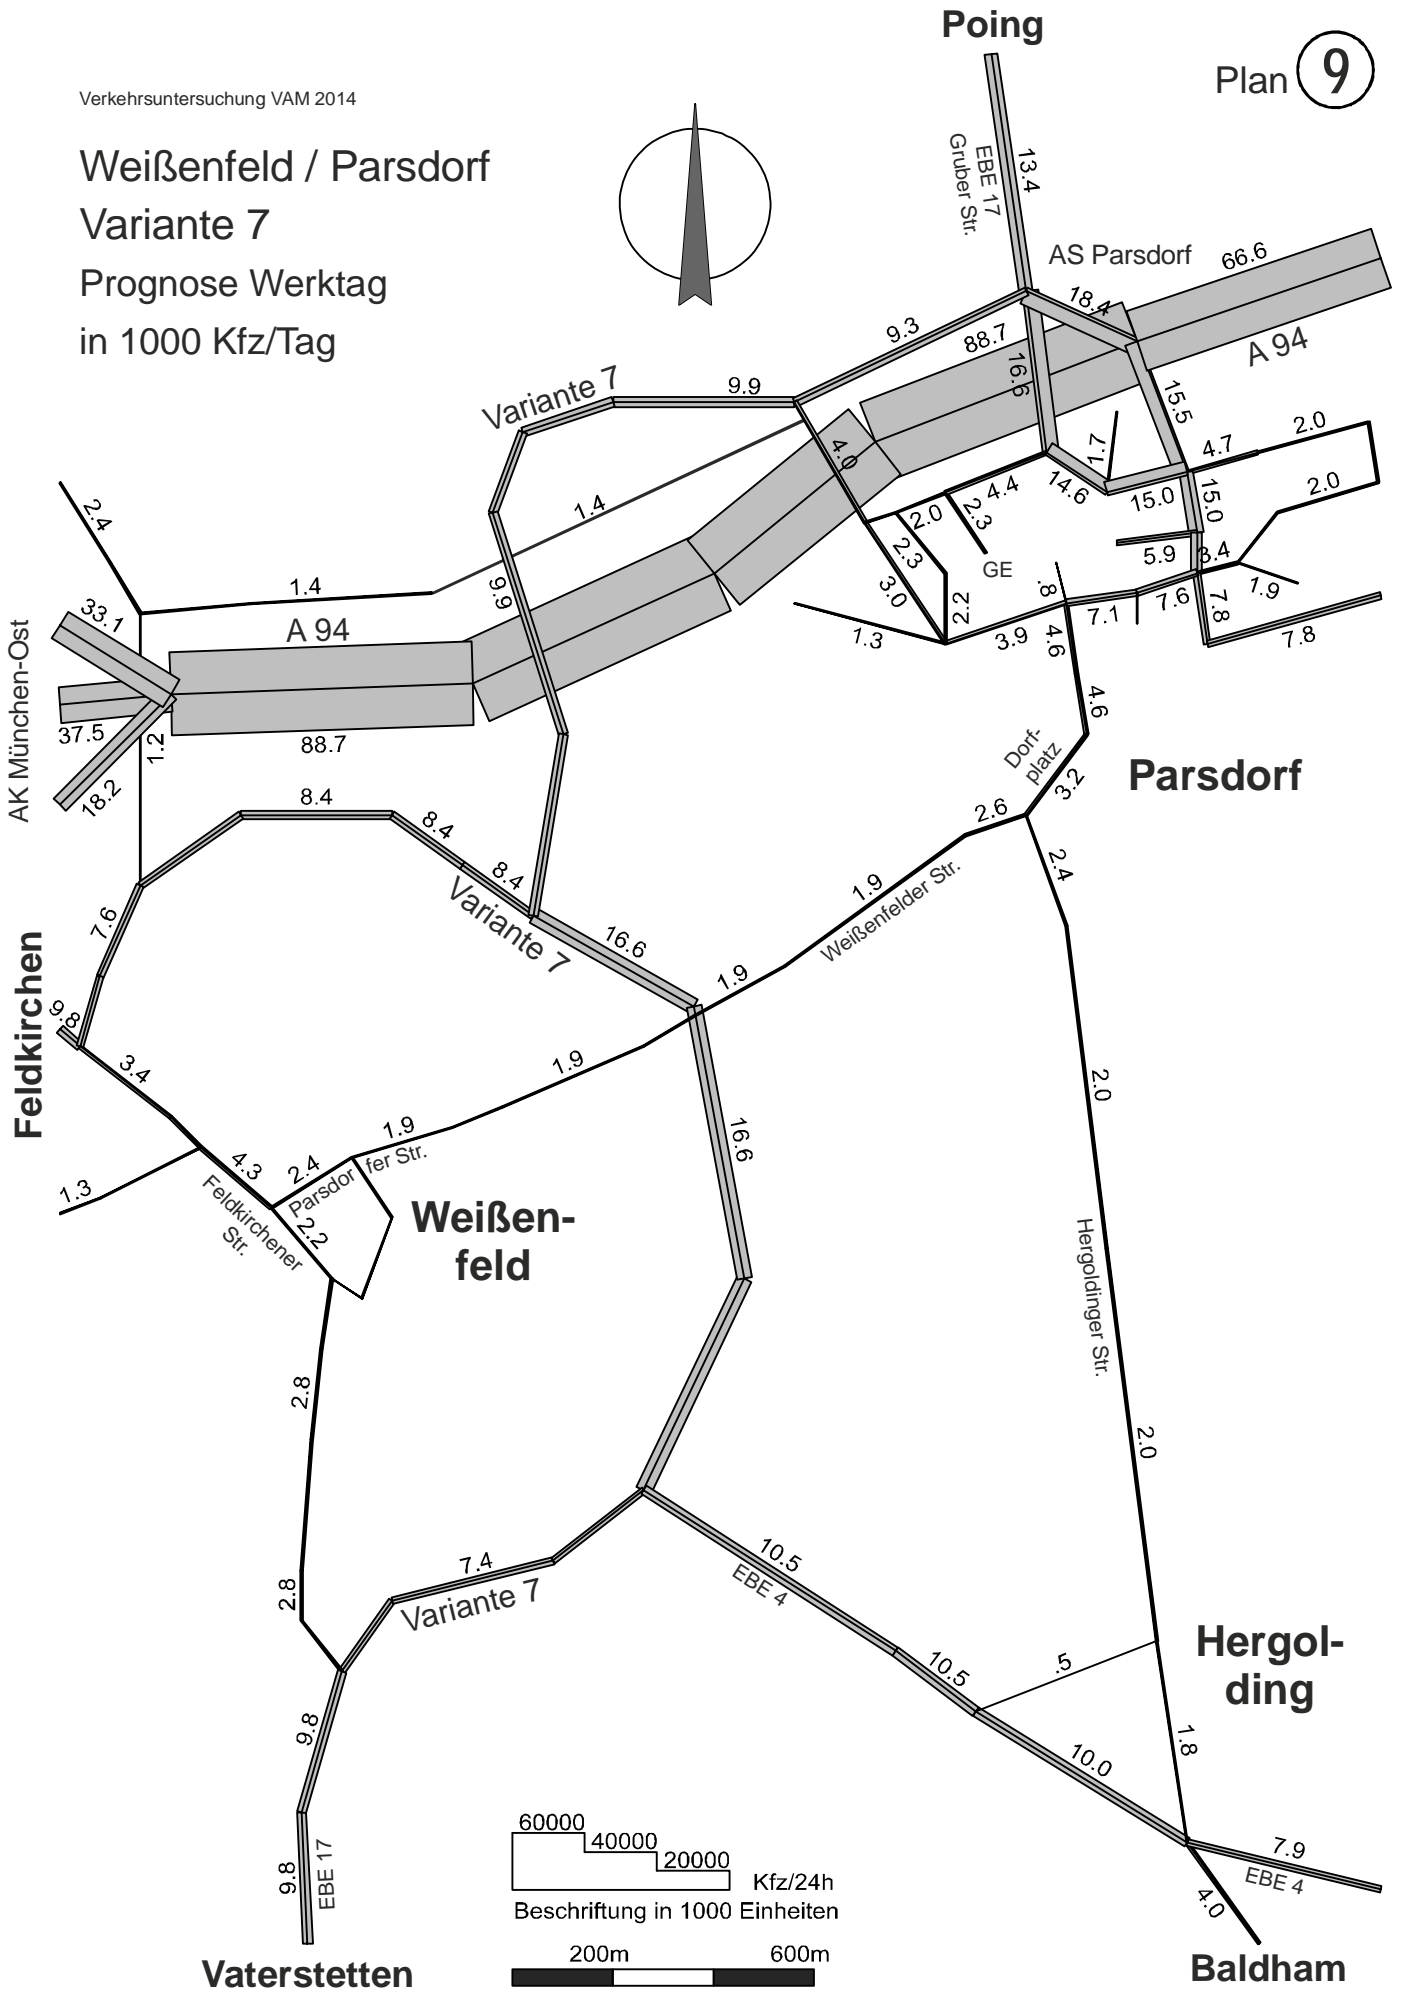 Poing
Plan 9
Verkehrsuntersuchung VAM 2014
Weißenfeld / Parsdorf
Variante 7
Prognose Werktag
in 1000 Kfz/Tag
EBE 17
Gruber Str.
13.4
AS Parsdorf
66.6
18.4
9.3
88.7
16.6
A 94
Variante 7
9.9
15.5
4.0
1.7
4.7
2.0
2.4
1.4
4.4
14.6
15.0
15.0
2.0
2.0
2.3
2.3
5.9
3.4
GE
1.4
9.9
3.0
2.2
.8
7.1
7.6
7.8
1.9
33.1
A 94
1.3
3.9
4.6
7.8
AK München-Ost
37.5
1.2
88.7
18.2
4.6
Dorf-
platz
3.2
Parsdorf
8.4
8.4
8.4
2.6
2.4
1.9
Weißenfelder Str.
Variante 7
16.6
1.9
7.6
Feldkirchen
9.8
3.4
1.9
2.0
1.9
16.6
4.3
2.4
Parsdor
fer Str.
1.3
Feldkirchener
Str.
2.2
Weißen-
feld
Hergoldinger Str.
2.8
2.0
2.8
7.4
Variante 7
10.5
EBE 4
Hergol-
ding
10.5
.5
9.8
1.8
10.0
60000
40000
20000
Kfz/24h
Beschriftung in 1000 Einheiten
9.8
EBE 17
7.9
EBE 4
4.0
200m
600m
Vaterstetten
Baldham